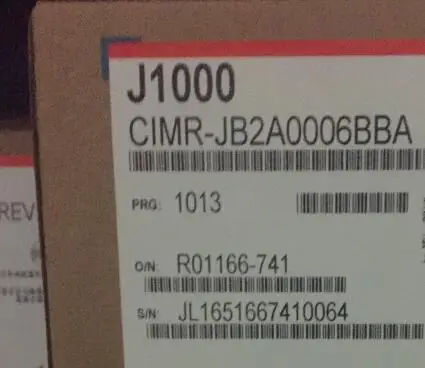 J1000
CIMR-JB2A0006BBA
PRG: 1013
O/N: R01166-741
S/N: JL1651667410064
REV